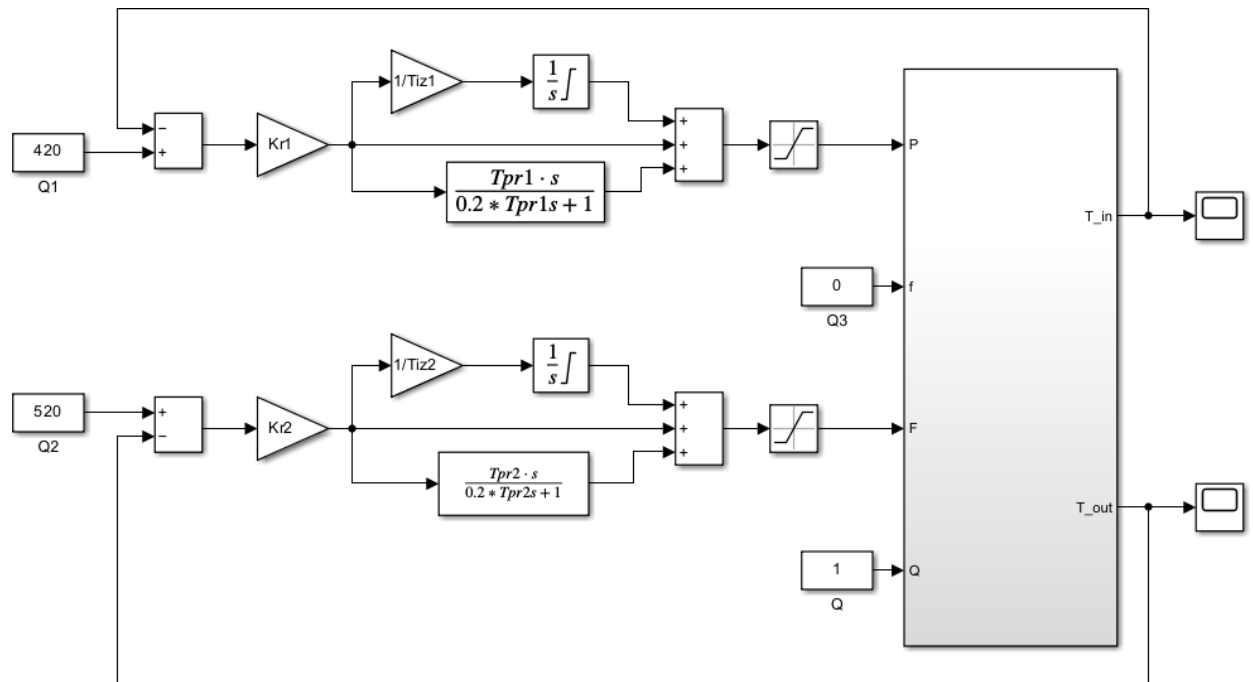 1/Tiz1
1
s
−
+
420
Q1
Kr1
+
+
+
P
Tpr1 · s
0.2 * Tpr1s + 1
T_in
0
Q3
f
1/Tiz2
1
s
520
Q2
+
−
Kr2
+
+
+
F
Tpr2 · s
0.2 * Tpr2s + 1
T_out
1
Q
Q